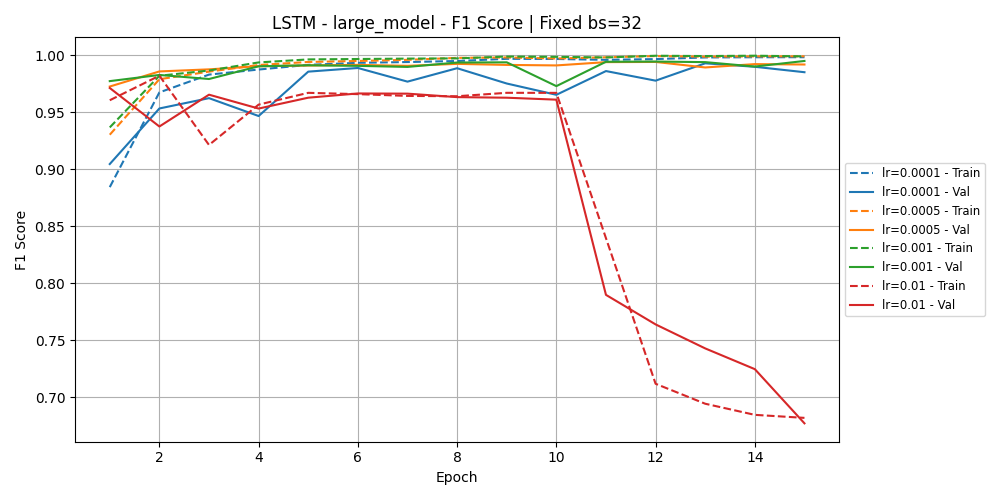 LSTM - large_model - F1 Score | Fixed bs=32
F1 Score
1.00
0.95
0.90
0.85
0.80
0.75
0.70
2
4
6
8
10
12
14
Epoch
lr=0.0001 - Train
lr=0.0001 - Val
lr=0.0005 - Train
lr=0.0005 - Val
lr=0.001 - Train
lr=0.001 - Val
lr=0.01 - Train
lr=0.01 - Val